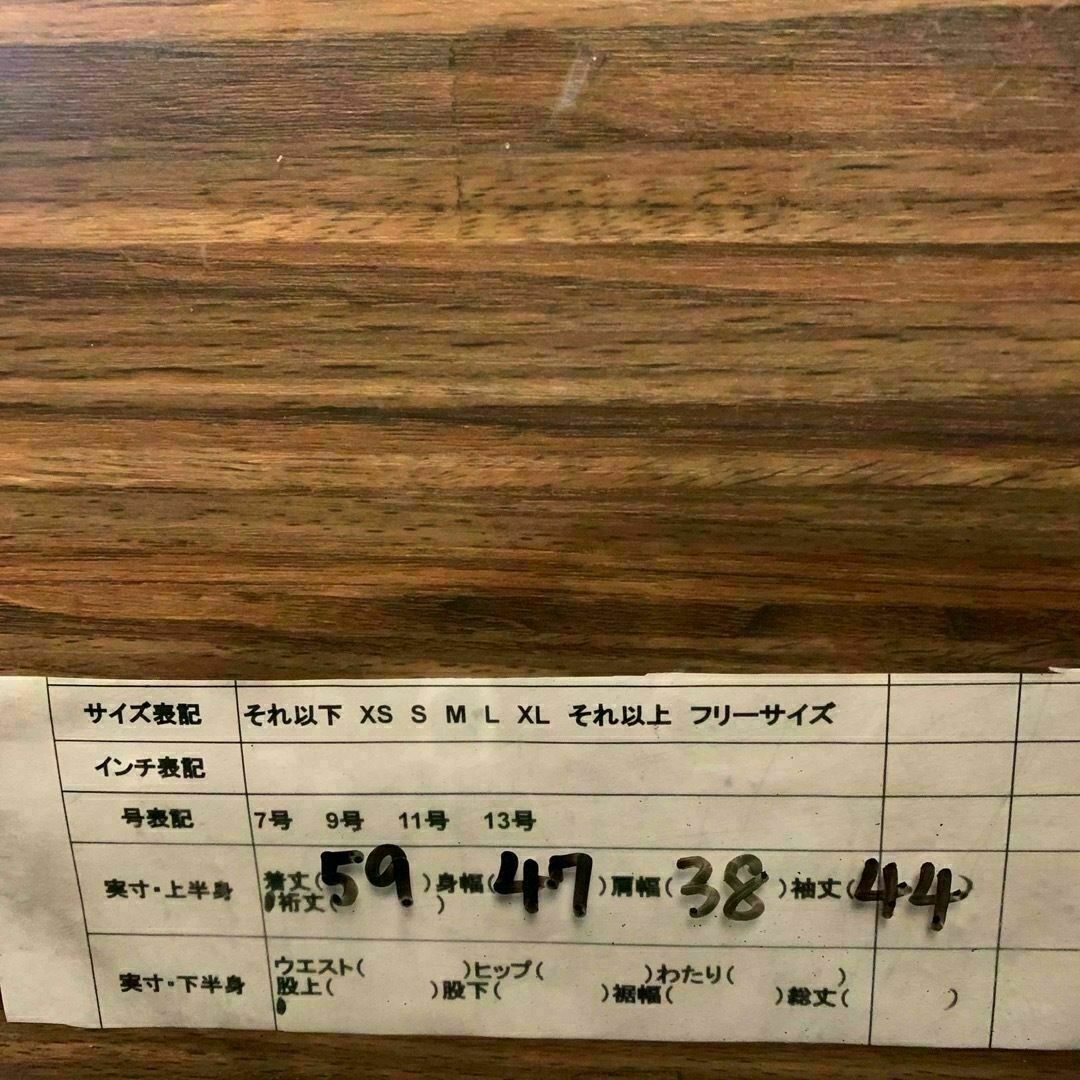 サイズ表記 それ以下 XS S M L XL それ以上 フリーサイズ
インチ表記
号表記 7号 9号 11号 13号
実寸・上半身 着丈(59)身幅(47)肩幅(38)袖丈(44)
裄丈( )
実寸・下半身 ウエスト( )ヒップ( )わたり( )
股上( )股下( )裾幅( )総丈( )